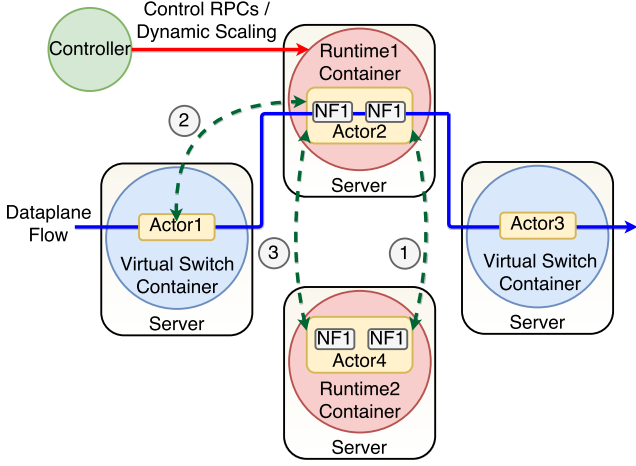 Control RPCs /
Dynamic Scaling
Controller
Runtime1
Container
NF1 NF1
Actor2
Server
2
Dataplane
Flow
Actor1
Virtual Switch
Container
Server
3
1
Actor3
Virtual Switch
Container
Server
NF1 NF1
Actor4
Runtime2
Container
Server